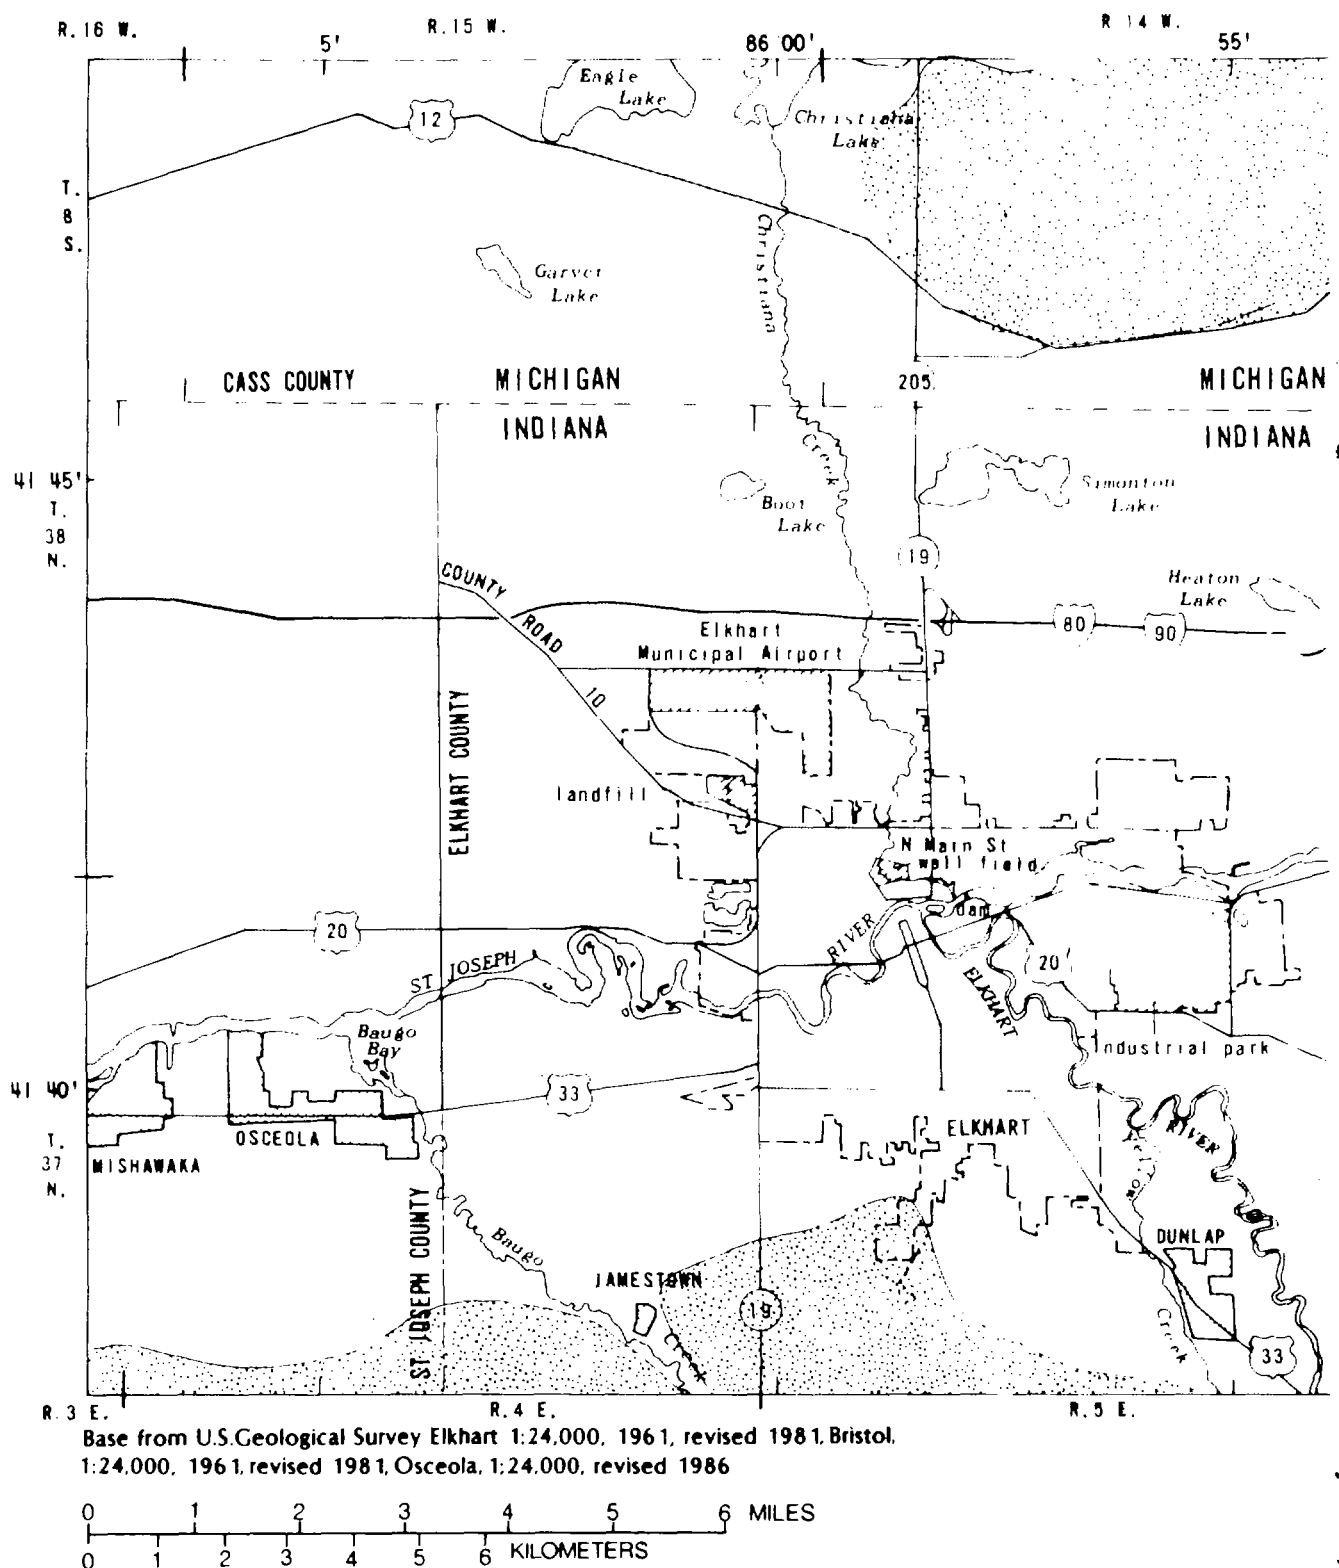 R. 16 W.
R. 15 W.
R 14 W.
5'
86 00'
55'
Eagle
Lake
12
Christiana
Lake
T.
8
S.
Christiana
Garver
Lake
CASS COUNTY
MICHIGAN
205
MICHIGAN
INDIANA
INDIANA
Creek
41 45'
T.
38
N.
Boot
Lake
Simonton
Lake
19
COUNTY
ROAD
10
Heaton
Lake
Elkhart
Municipal Airport
80
90
ELKHART COUNTY
landfill
N Main St
well field
dam
20
RIVER
ST. JOSEPH
ELKHART
20
Baugo
Bay
Industrial park
41 40'
33
OSCEOLA
ELKHART
RIVER
T.
37
N.
MISHAWAKA
Yellow
ST JOSEPH COUNTY
Baugo
DUNLAP
JAMESTOWN
19
Creek
Creek
33
R. 3 E.
R. 4 E.
R. 5 E.
Base from U.S.Geological Survey Elkhart 1:24,000, 1961, revised 1981, Bristol,
1:24,000, 1961, revised 1981, Osceola, 1:24,000, revised 1986
0 1 2 3 4 5 6 MILES
0 1 2 3 4 5 6 KILOMETERS